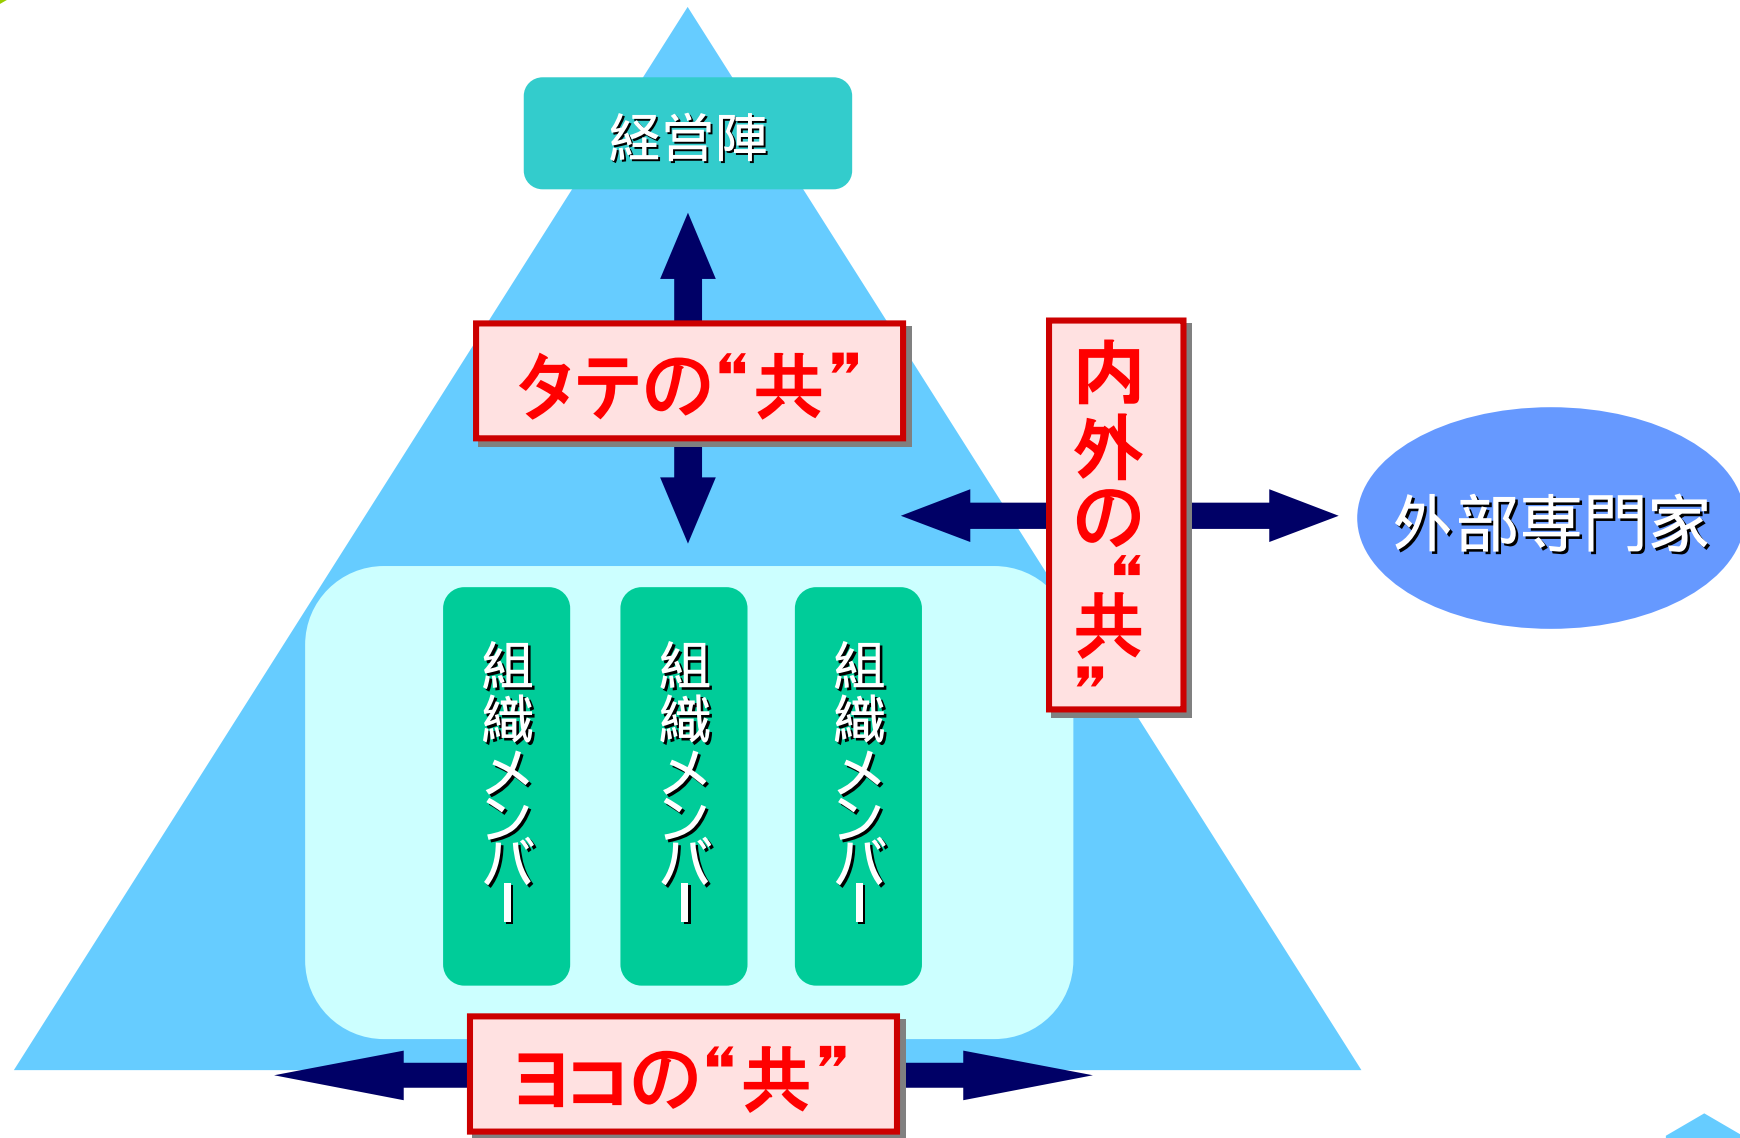 経営陣
タテの“共”
内外の“共”
外部専門家
組織メンバー
組織メンバー
組織メンバー
ヨコの“共”